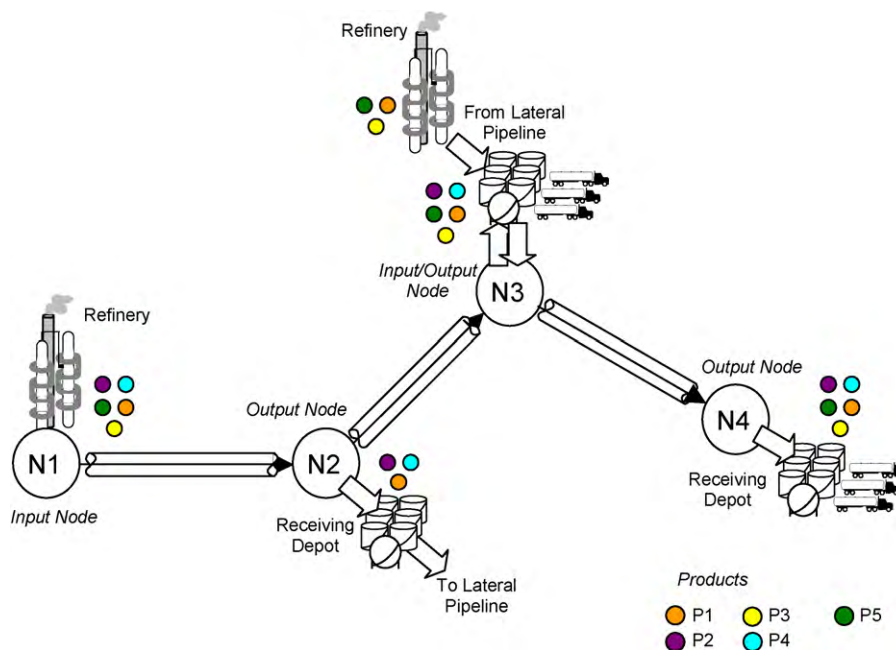 Refinery
From Lateral
Pipeline
Input/Output
Node
N3
Refinery
Output Node
Output Node
N1
N2
N4
Input Node
Receiving
Depot
Receiving
Depot
To Lateral
Pipeline
Products
P1 P3 P5
P2 P4